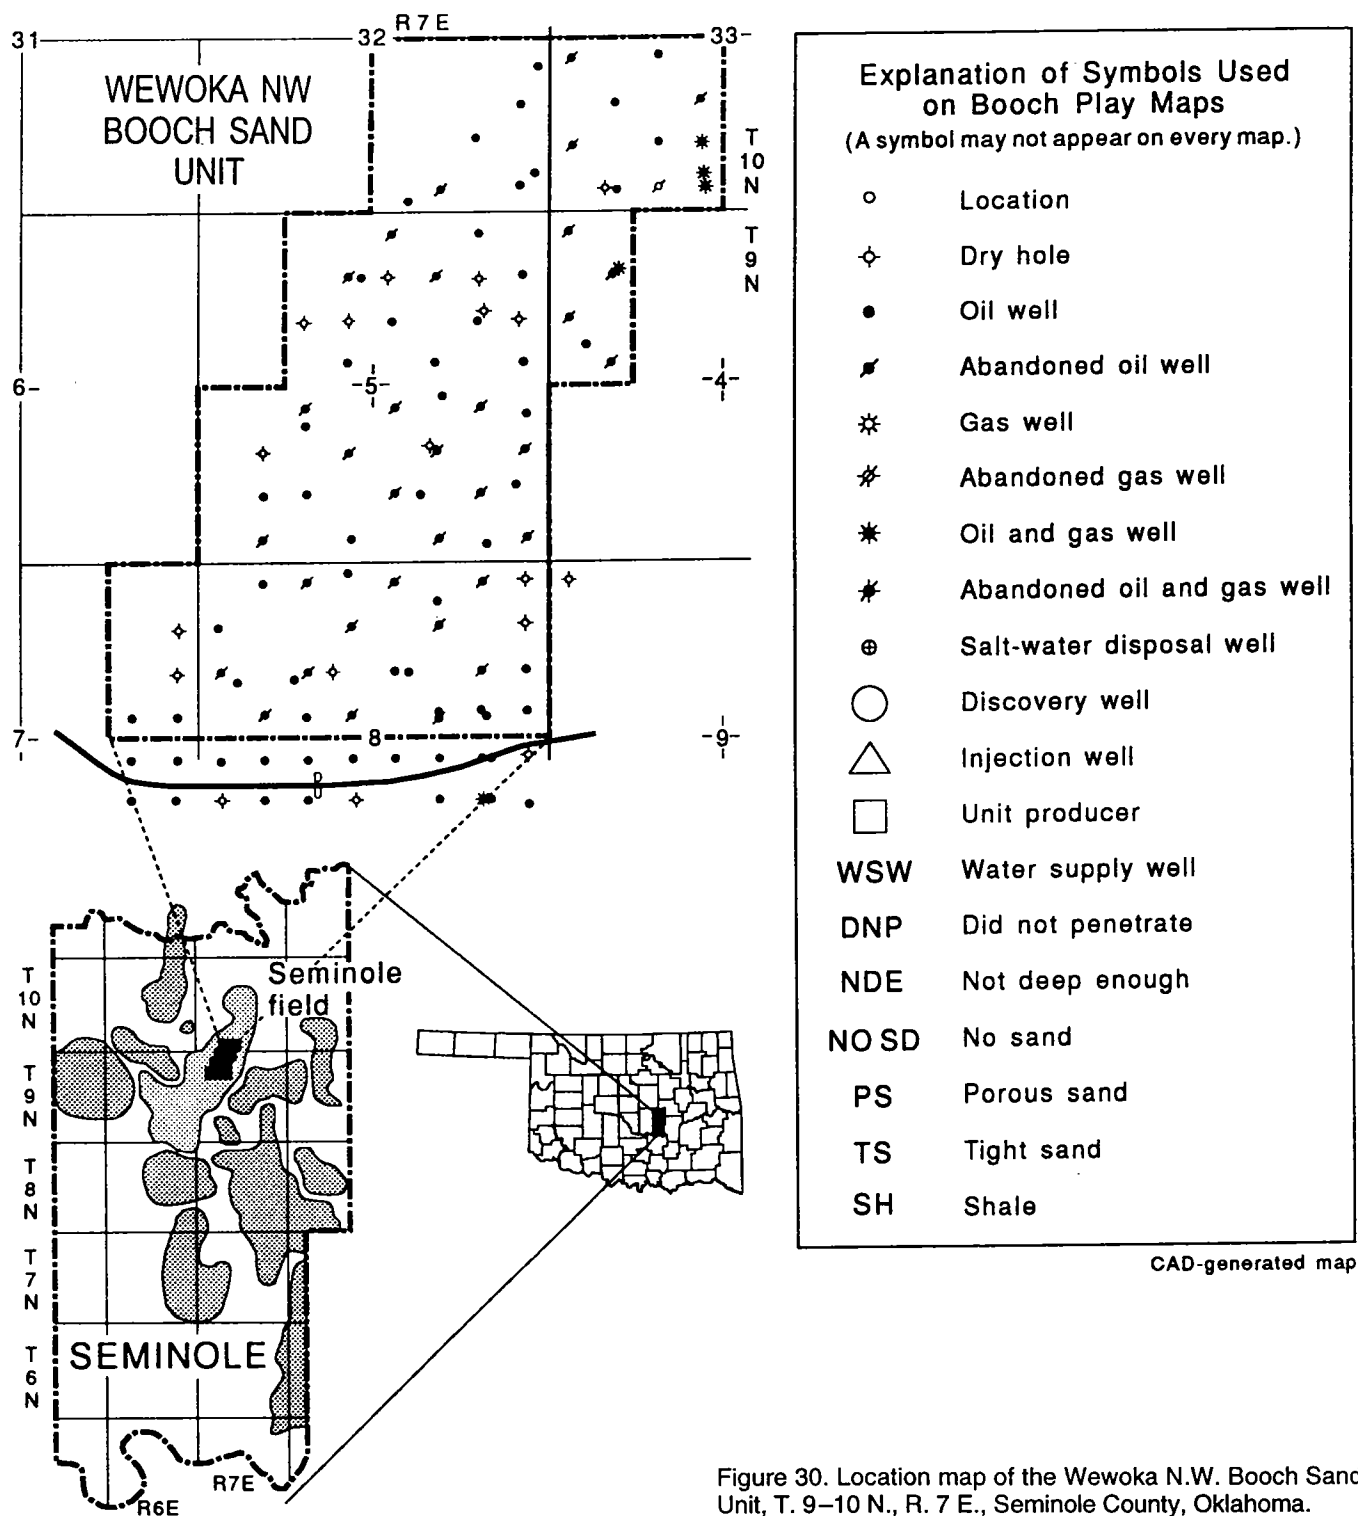 R 7 E
31
32
33
WEWOKA NW
BOOCH SAND
UNIT
T
10
N
T
9
N
6
5
4
7
8
9
D
U
Seminole
field
T
10
N
T
9
N
T
8
N
T
7
N
T
6
N
SEMINOLE
R7E
R6E
Explanation of Symbols Used
on Booch Play Maps
(A symbol may not appear on every map.)
Location
Dry hole
Oil well
Abandoned oil well
Gas well
Abandoned gas well
Oil and gas well
Abandoned oil and gas well
Salt-water disposal well
Discovery well
Injection well
Unit producer
WSW Water supply well
DNP Did not penetrate
NDE Not deep enough
NO SD No sand
PS Porous sand
TS Tight sand
SH Shale
CAD-generated map
Figure 30. Location map of the Wewoka N.W. Booch Sand
Unit, T. 9–10 N., R. 7 E., Seminole County, Oklahoma.